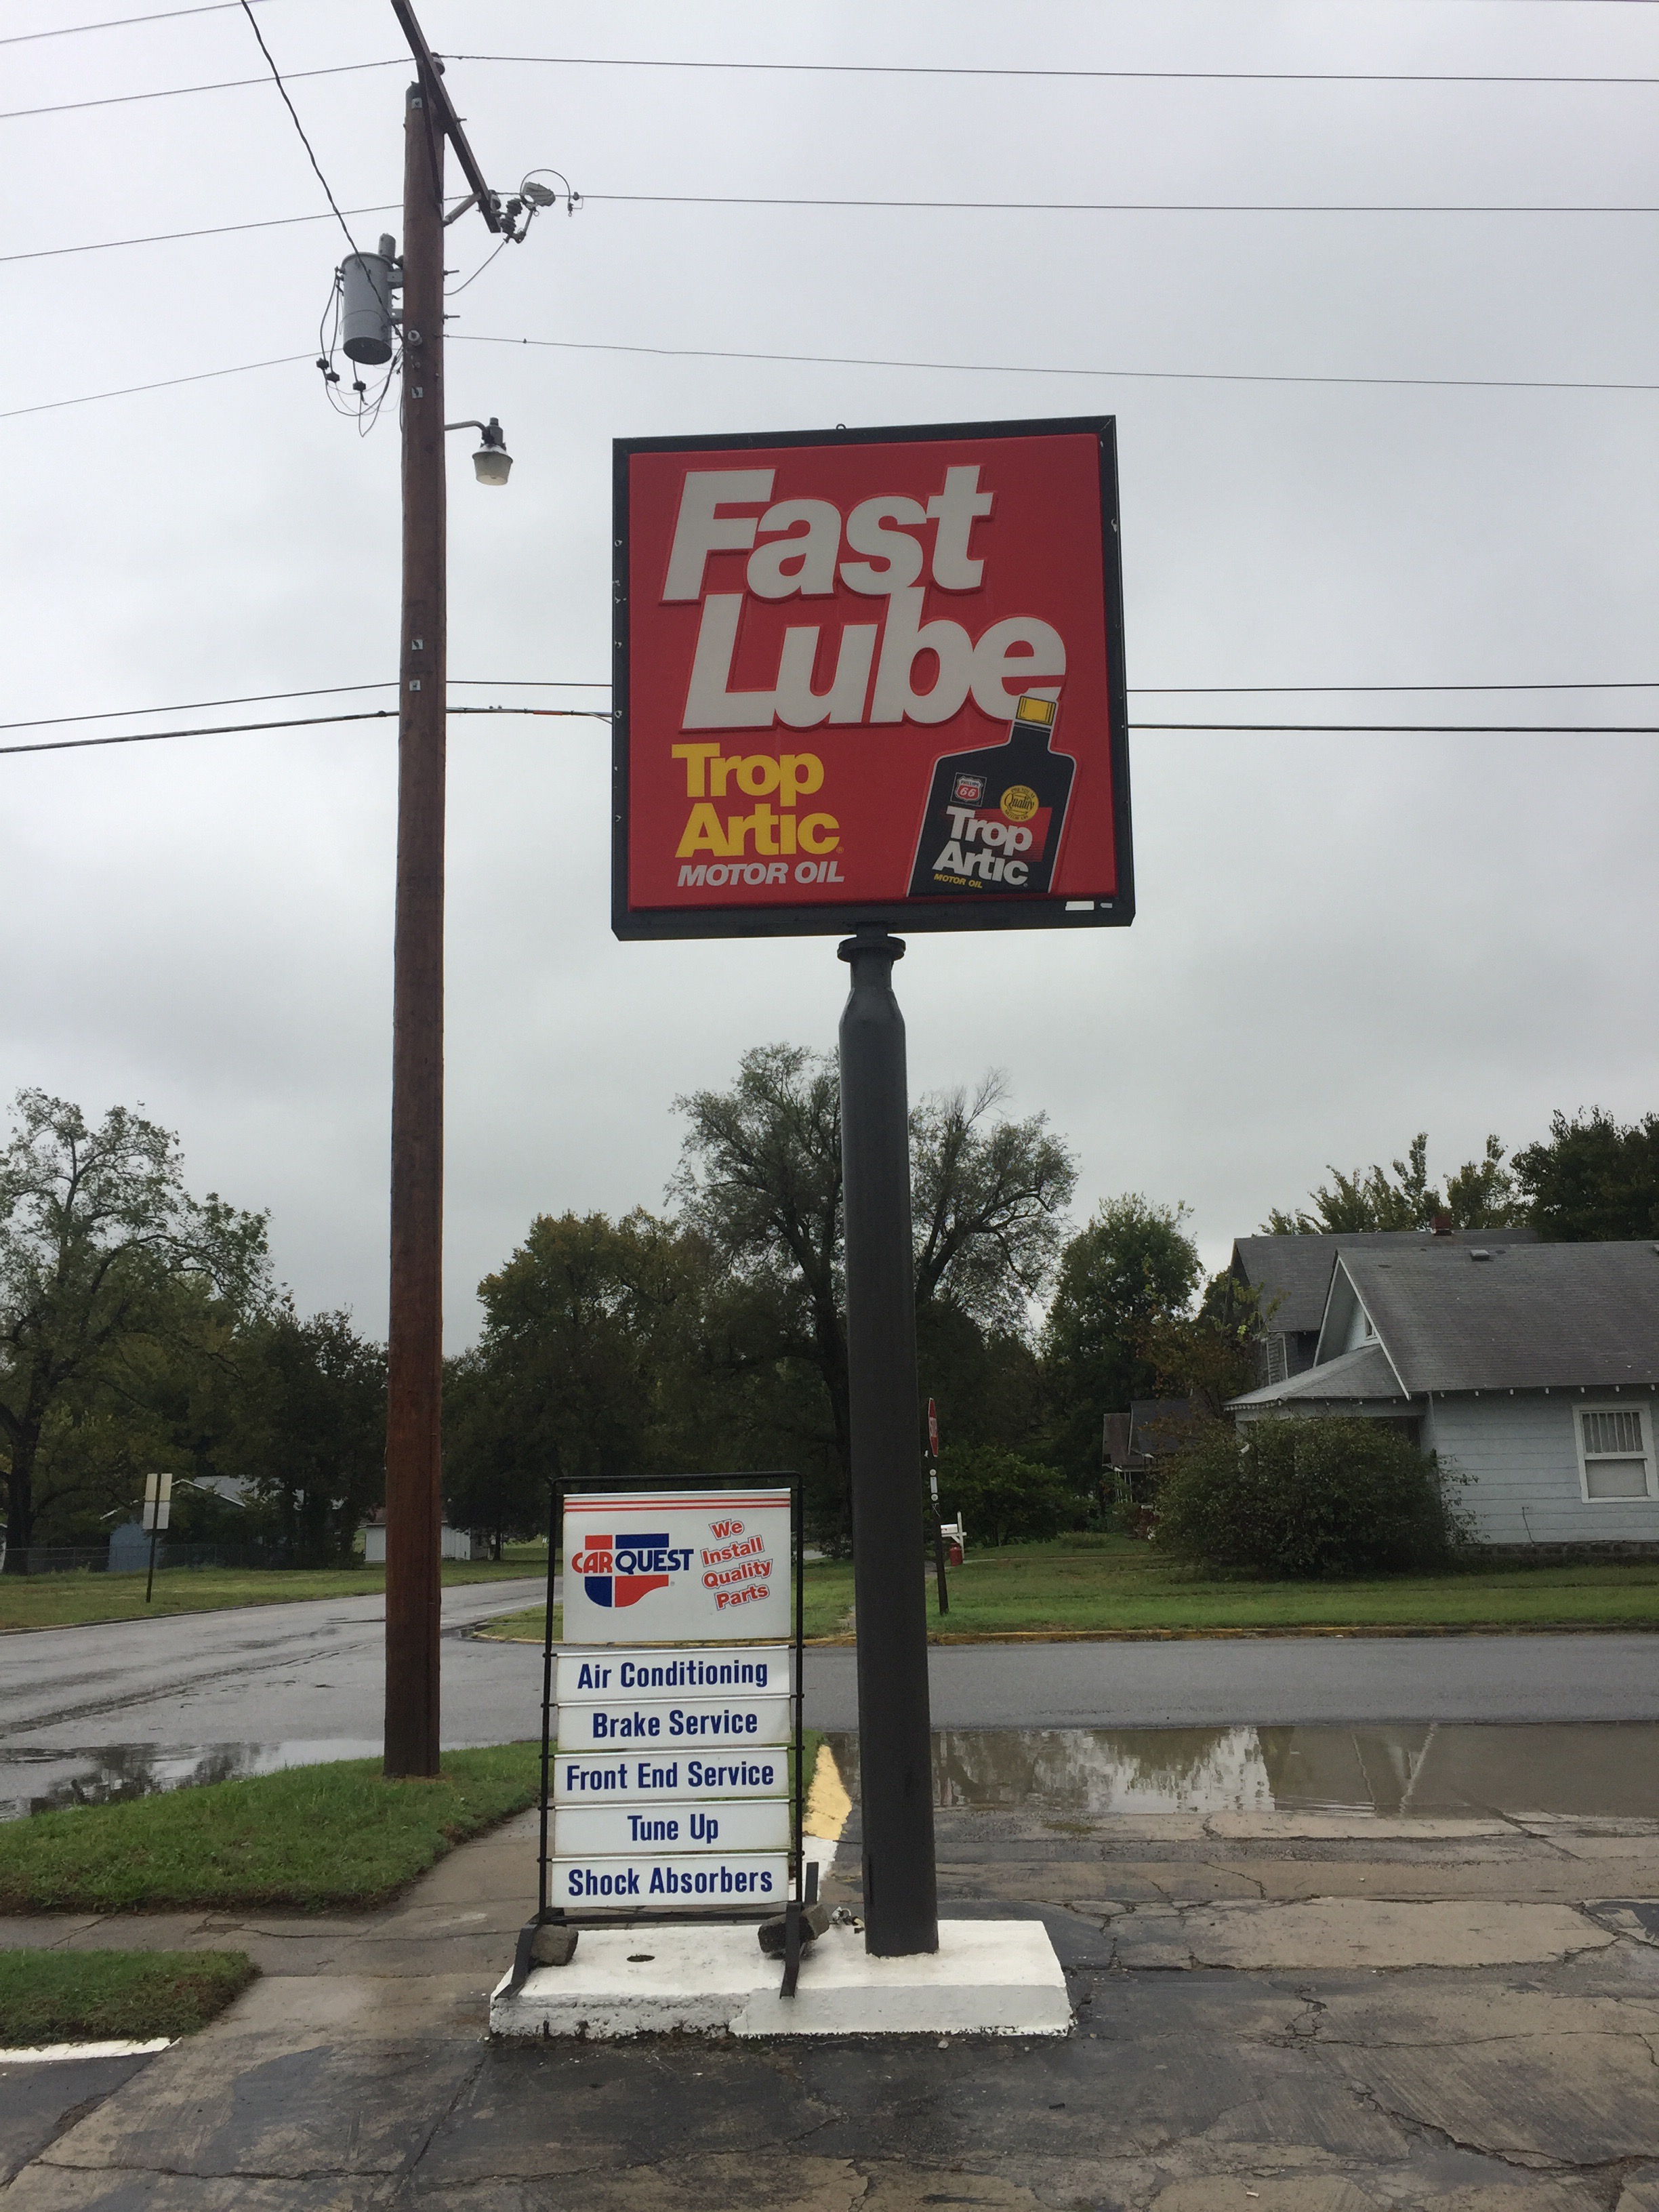 Fast
Lube
Trop
Artic
MOTOR OIL
66
Quality
Trop
Artic
MOTOR OIL
CARQUEST
We
Install
Quality
Parts
Air Conditioning
Brake Service
Front End Service
Tune Up
Shock Absorbers